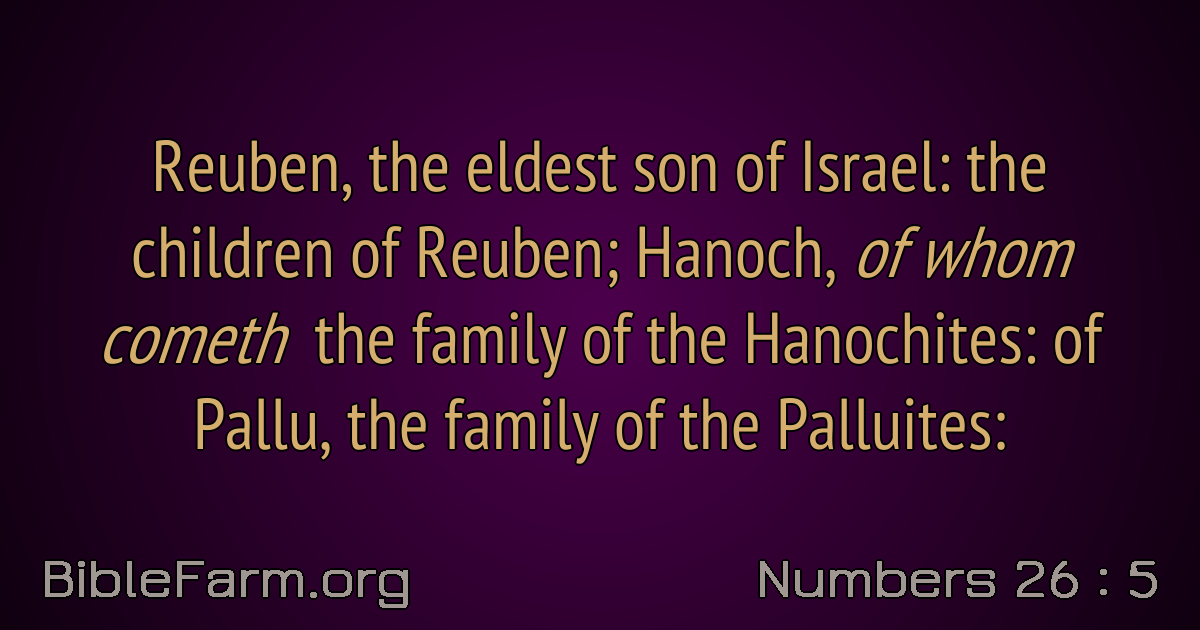 Reuben, the eldest son of Israel: the
children of Reuben; Hanoch, of whom
cometh the family of the Hanochites: of
Pallu, the family of the Palluites:
BibleFarm.org
Numbers 26 : 5